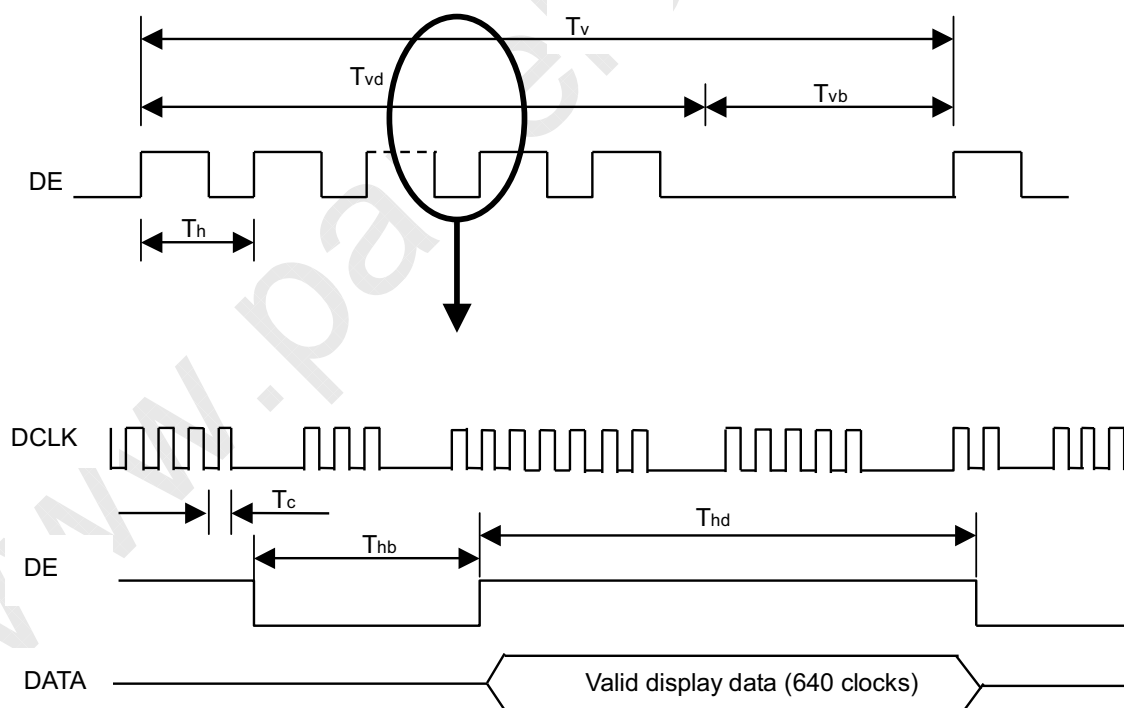 Tv
Tvd
Tvb
DE
Th
DCLK
Tc
Thd
Thb
DE
DATA
Valid display data (640 clocks)